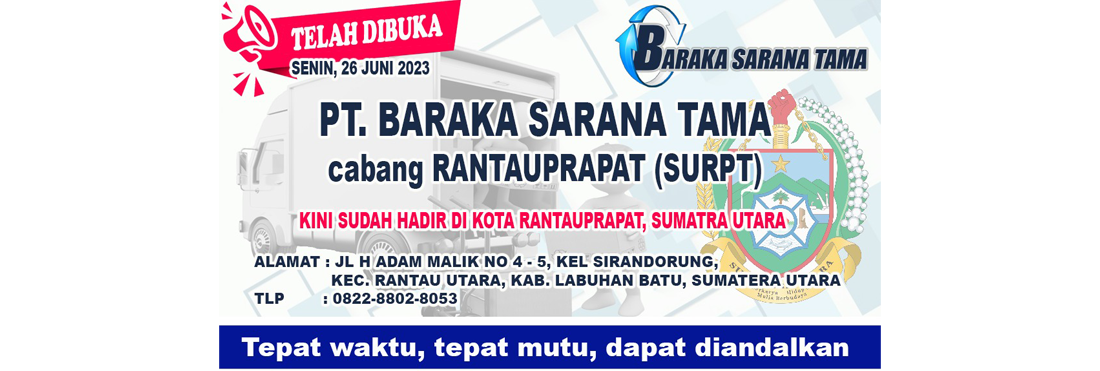 TELAH DIBUKA
SENIN, 26 JUNI 2023
BARAKA SARANA TAMA
PT. BARAKA SARANA TAMA
cabang RANTAUPRAPAT (SURPT)
KINI SUDAH HADIR DI KOTA RANTAUPRAPAT, SUMATRA UTARA
ALAMAT : JL H ADAM MALIK NO 4 - 5, KEL SIRANDORUNG,
KEC. RANTAU UTARA, KAB. LABUHAN BATU, SUMATERA UTARA
TLP : 0822-8802-8053
Tepat waktu, tepat mutu, dapat diandalkan